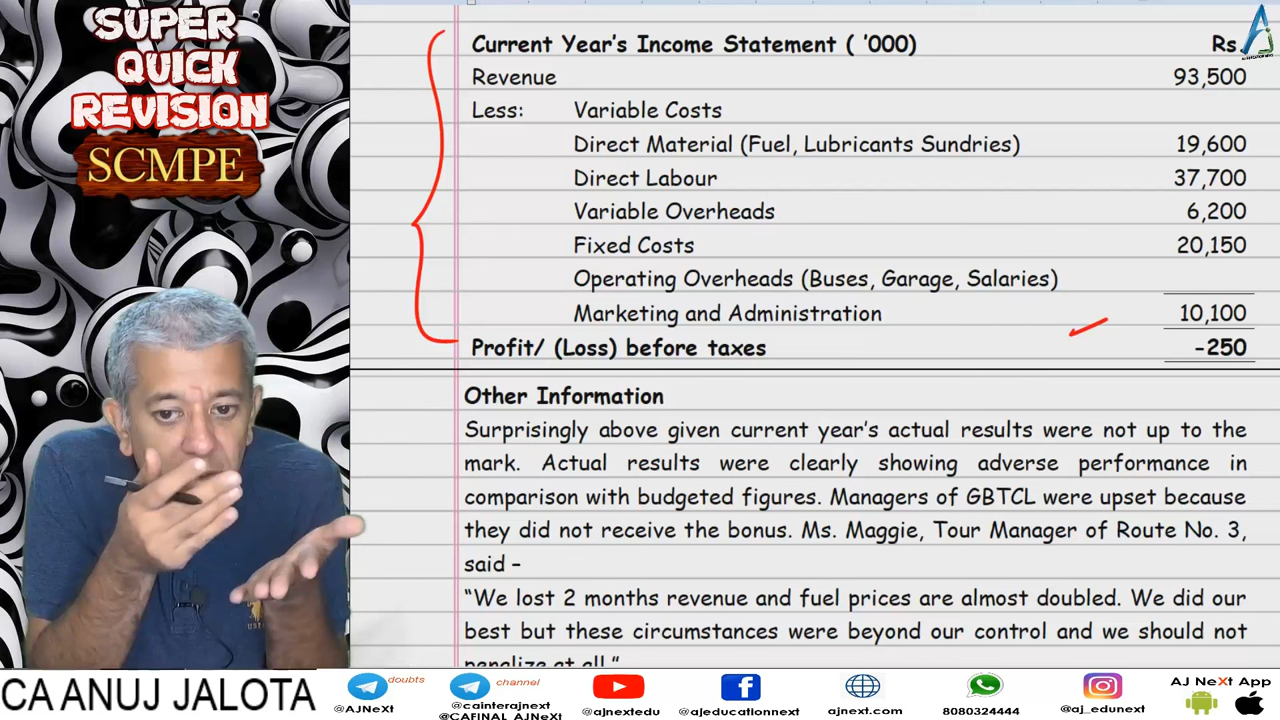 SUPER
QUICK
REVISION
SCMPE
Current Year's Income Statement ( '000) Rs
Revenue 93,500
Less: Variable Costs
Direct Material (Fuel, Lubricants Sundries) 19,600
Direct Labour 37,700
Variable Overheads 6,200
Fixed Costs 20,150
Operating Overheads (Buses, Garage, Salaries)
Marketing and Administration 10,100
Profit/ (Loss) before taxes -250
Other Information
Surprisingly above given current year's actual results were not up to the
mark. Actual results were clearly showing adverse performance in
comparison with budgeted figures. Managers of GBTCL were upset because
they did not receive the bonus. Ms. Maggie, Tour Manager of Route No. 3,
said –
"We lost 2 months revenue and fuel prices are almost doubled. We did our
best but these circumstances were beyond our control and we should not
penalize at all."
CA ANUJ JALOTA
doubts
@AJNeXt
channel
@cainterajnext
@CAFINAL_AJNeXt
@ajnextedu
@ajeducationnext
ajnext.com
8080324444
@aj_edunext
AJ NeXt App